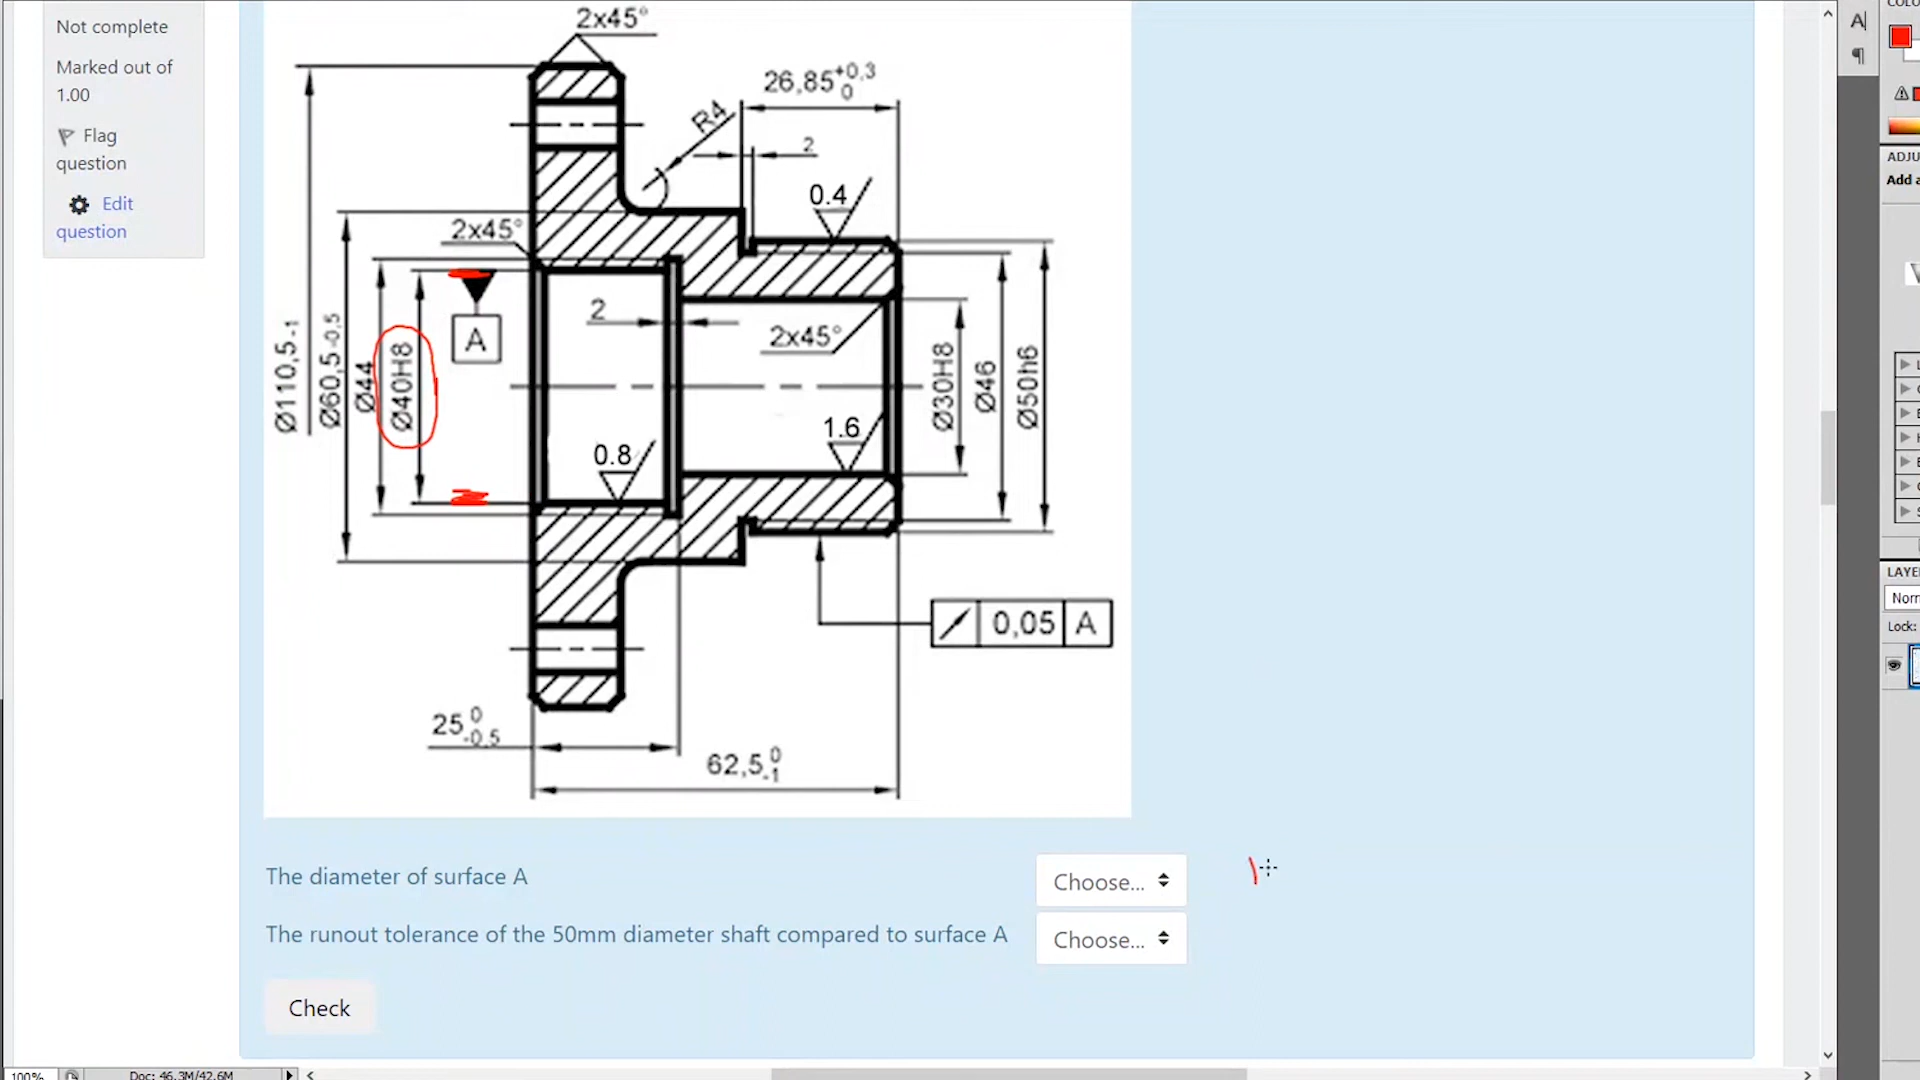 Not complete
Marked out of
1.00
Flag
question
Edit
question
2x45°
26,85 +0,3 0
R4
2
0.4
2x45°
A
2
2x45°
Ø110,5 -1
Ø60,5 -0,5
Ø44
Ø40H8
Ø30H8
Ø46
Ø50h6
1.6
0.8
0,05 A
25 0 -0,5
62,5 0 -1
The diameter of surface A
Choose...
The runout tolerance of the 50mm diameter shaft compared to surface A
Choose...
Check
100%
Doc: 46.3M/42.6M
A
¶
COLO
ADJU
Add a
LAYE
Norn
Lock: